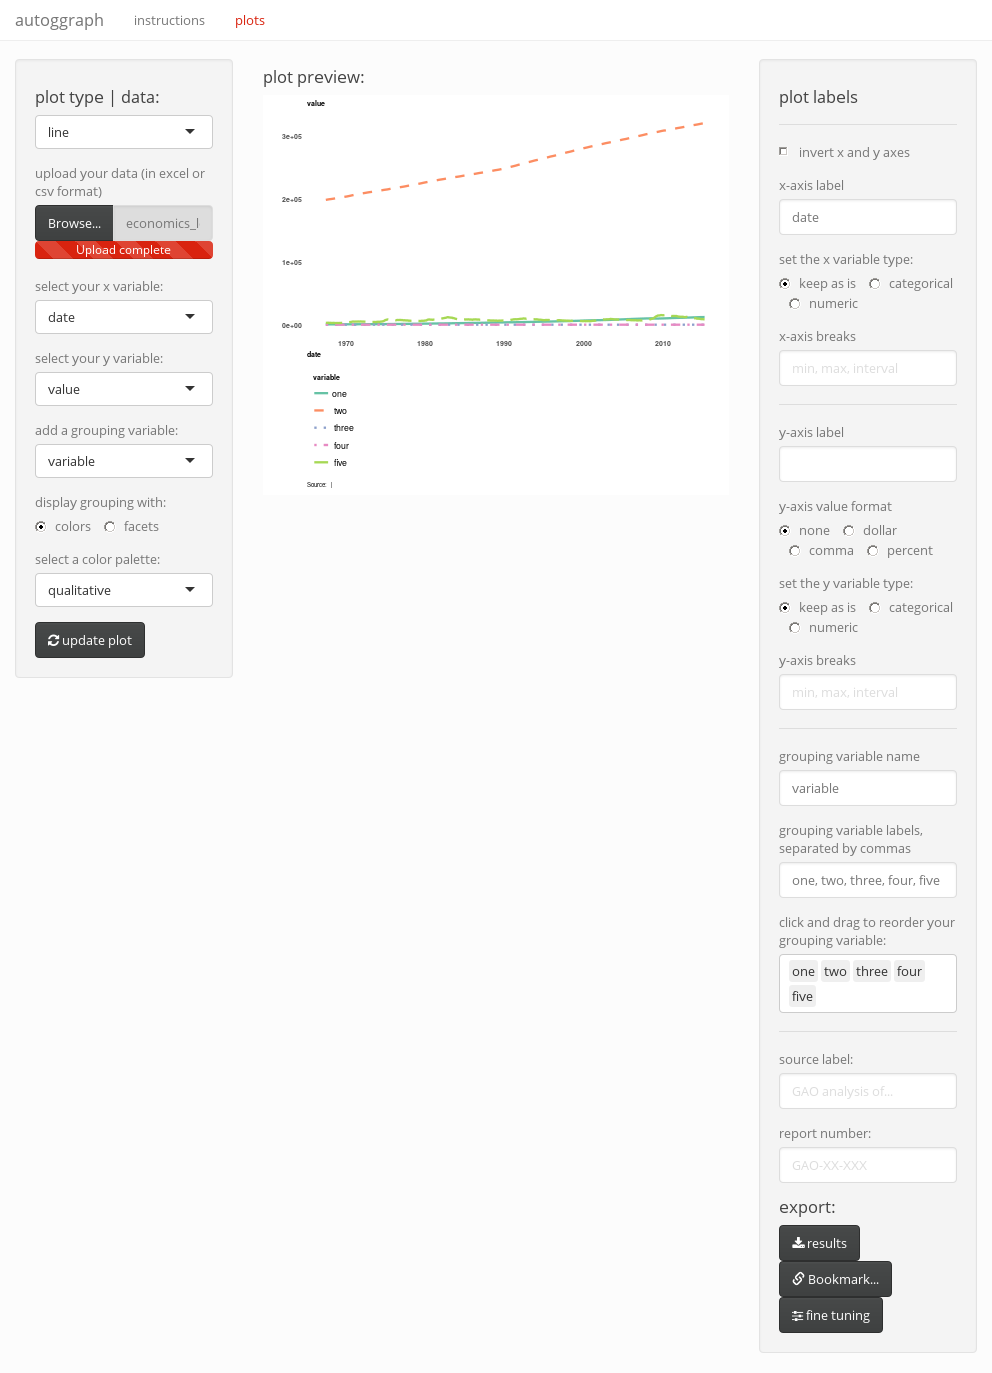 autoggraph instructions plots
plot type | data:
line
upload your data (in excel or
csv format)
Browse... economics_l
Upload complete
select your x variable:
date
select your y variable:
value
add a grouping variable:
variable
display grouping with:
colors facets
select a color palette:
qualitative
update plot
plot preview:
value
3e+05
2e+05
1e+05
0e+00
1970 1980 1990 2000 2010
date
variable
one
two
three
four
five
Source: |
plot labels
invert x and y axes
x-axis label
date
set the x variable type:
keep as is categorical
numeric
x-axis breaks
min, max, interval
y-axis label
y-axis value format
none dollar
comma percent
set the y variable type:
keep as is categorical
numeric
y-axis breaks
min, max, interval
grouping variable name
variable
grouping variable labels,
separated by commas
one, two, three, four, five
click and drag to reorder your
grouping variable:
one two three four
five
source label:
GAO analysis of...
report number:
GAO-XX-XXX
export:
results
Bookmark...
fine tuning